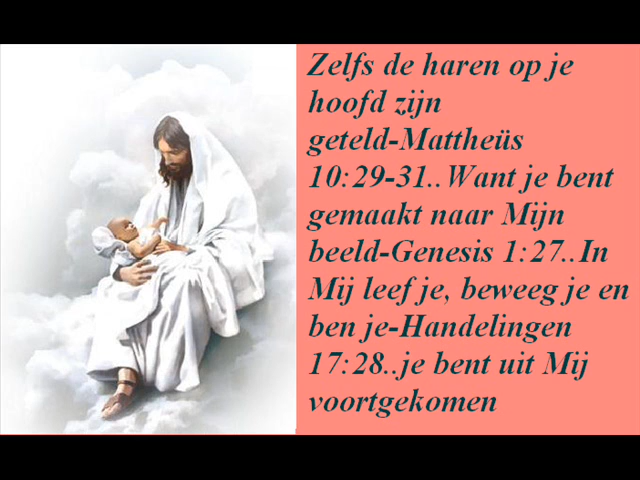 Zelfs de haren op je
hoofd zijn
geteld-Mattheüs
10:29-31..Want je bent
gemaakt naar Mijn
beeld-Genesis 1:27..In
Mij leef je, beweeg je en
ben je-Handelingen
17:28..je bent uit Mij
voortgekomen